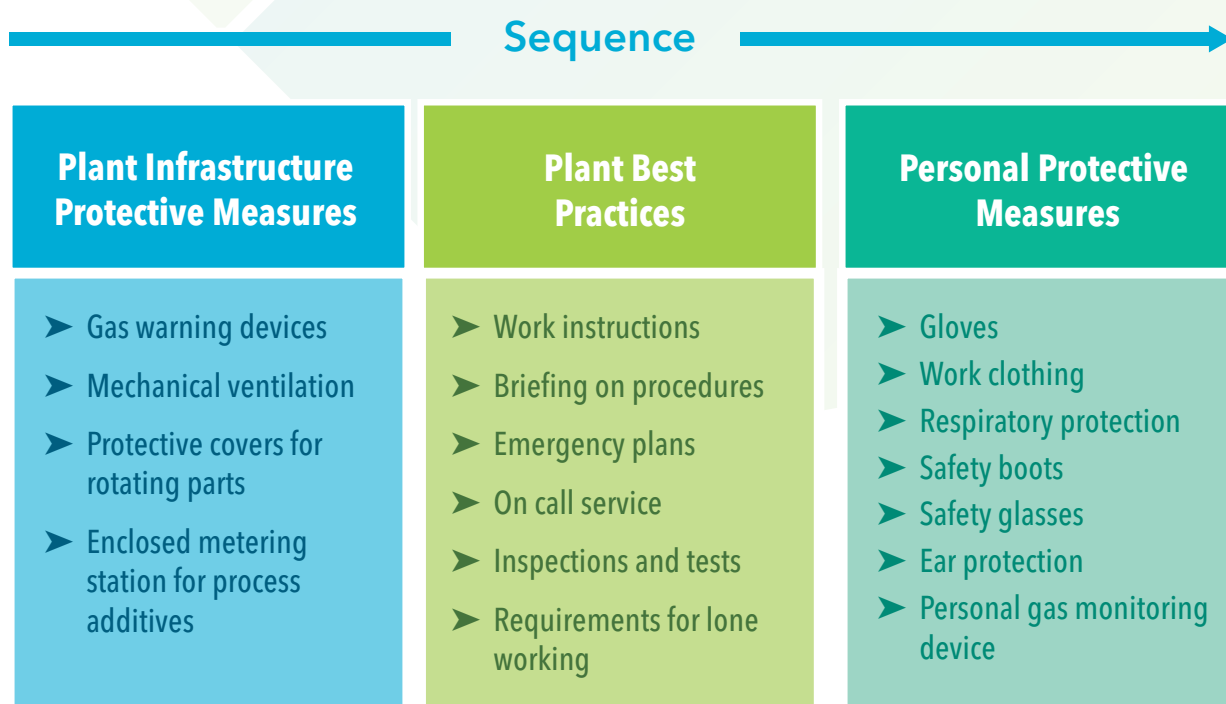 Sequence
Plant Infrastructure
Protective Measures
➤ Gas warning devices
➤ Mechanical ventilation
➤ Protective covers for
rotating parts
➤ Enclosed metering
station for process
additives
Plant Best
Practices
➤ Work instructions
➤ Briefing on procedures
➤ Emergency plans
➤ On call service
➤ Inspections and tests
➤ Requirements for lone
working
Personal Protective
Measures
➤ Gloves
➤ Work clothing
➤ Respiratory protection
➤ Safety boots
➤ Safety glasses
➤ Ear protection
➤ Personal gas monitoring
device